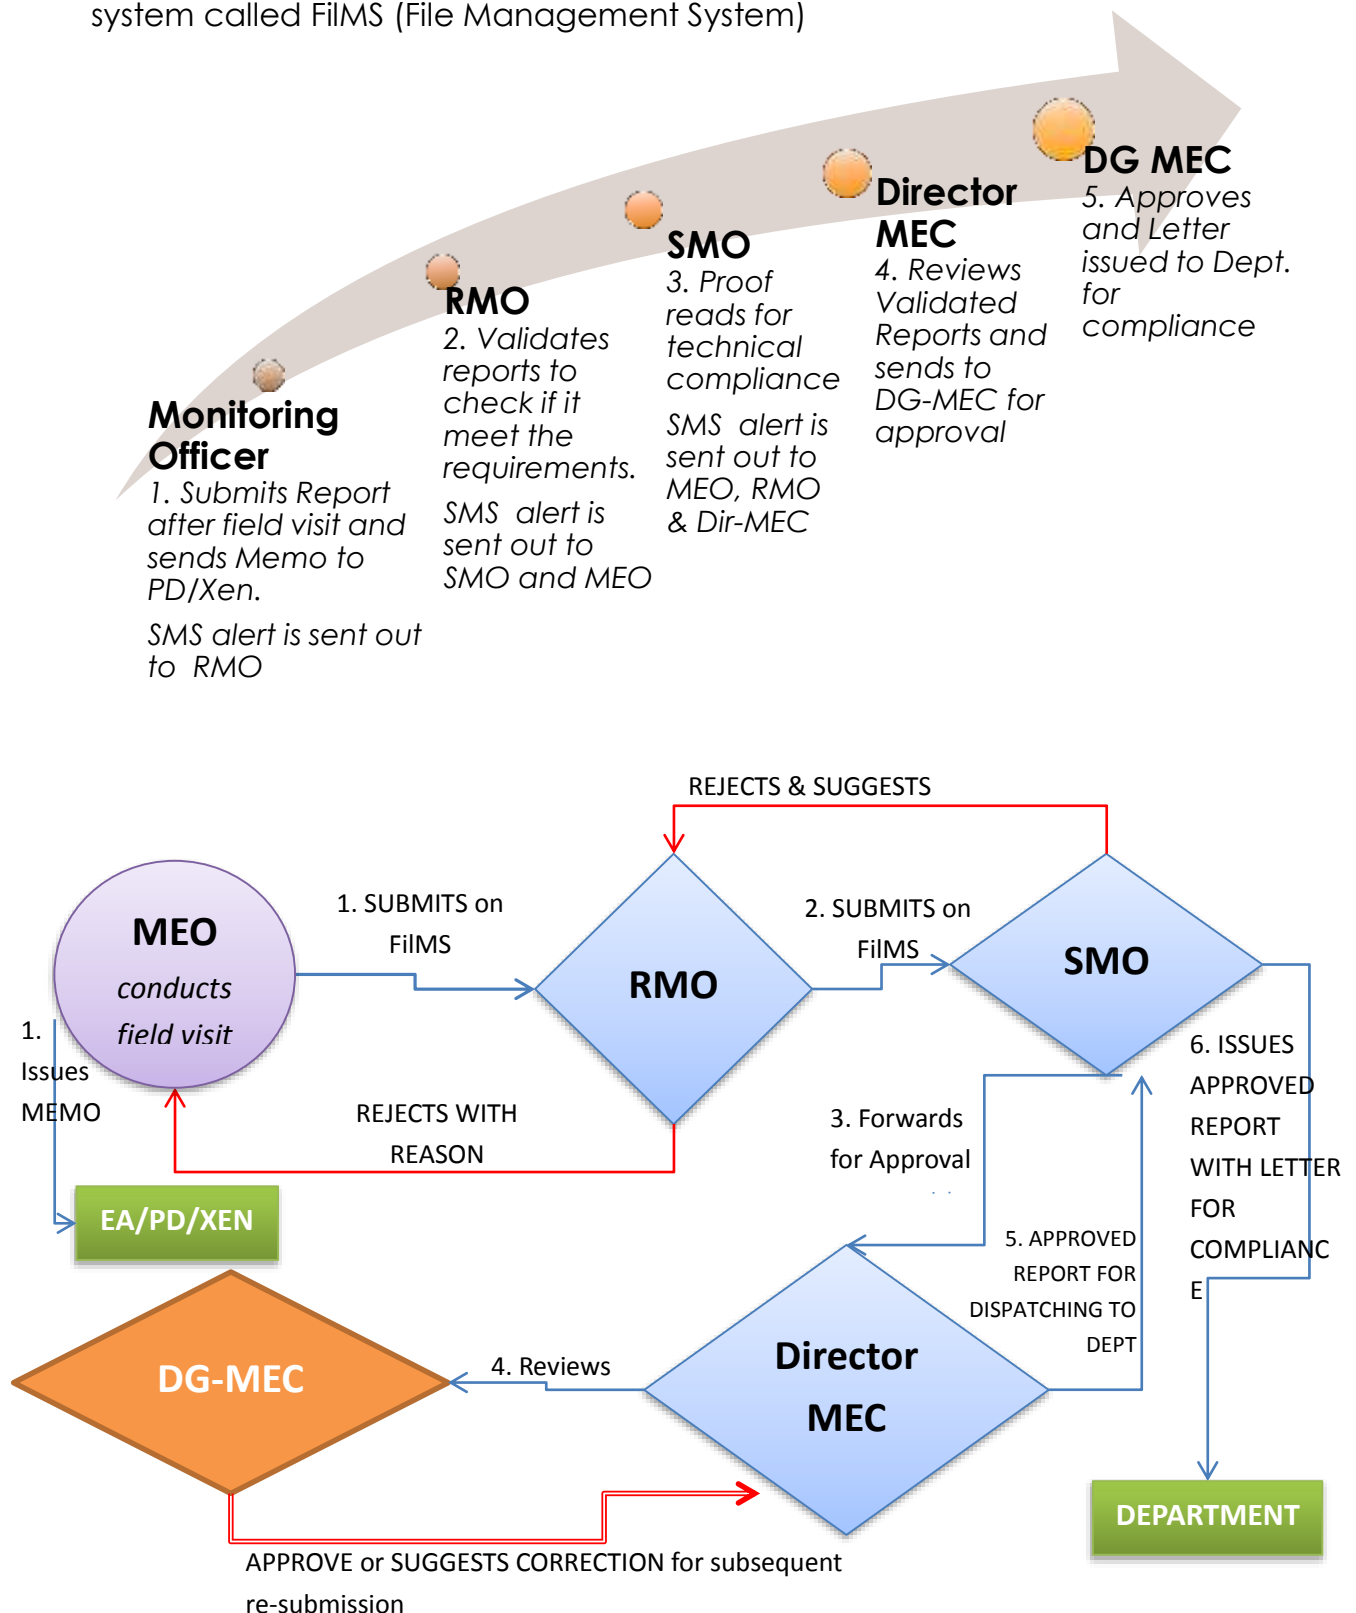 system called FilMS (File Management System)
Monitoring
Officer
1. Submits Report
after field visit and
sends Memo to
PD/Xen.
SMS alert is sent out
to RMO
RMO
2. Validates
reports to
check if it
meet the
requirements.
SMS alert is
sent out to
SMO and MEO
SMO
3. Proof
reads for
technical
compliance
SMS alert is
sent out to
MEO, RMO
& Dir-MEC
Director
MEC
4. Reviews
Validated
Reports and
sends to
DG-MEC for
approval
DG MEC
5. Approves
and Letter
issued to Dept.
for
compliance
REJECTS & SUGGESTS
MEO
conducts
field visit
1. SUBMITS on
FilMS
RMO
2. SUBMITS on
FilMS
SMO
1.
Issues
MEMO
REJECTS WITH
REASON
3. Forwards
for Approval
6. ISSUES
APPROVED
REPORT
WITH LETTER
FOR
COMPLIANC
E
EA/PD/XEN
5. APPROVED
REPORT FOR
DISPATCHING TO
DEPT
DG-MEC
4. Reviews
Director
MEC
DEPARTMENT
APPROVE or SUGGESTS CORRECTION for subsequent
re-submission